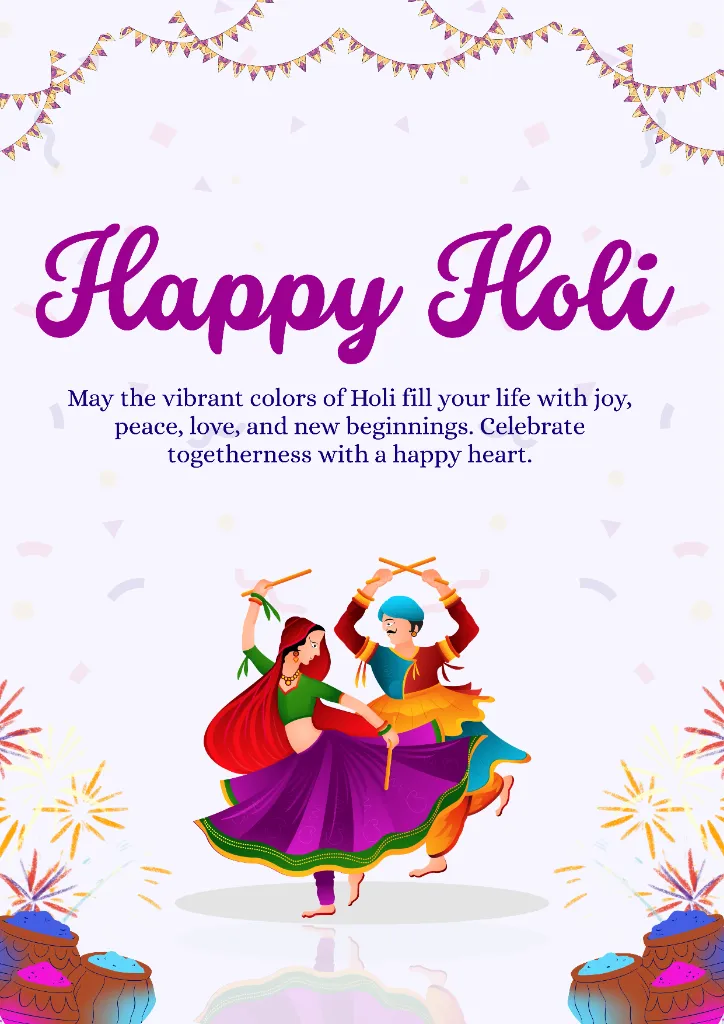 Happy Holi
May the vibrant colors of Holi fill your life with joy,
peace, love, and new beginnings. Celebrate
togetherness with a happy heart.